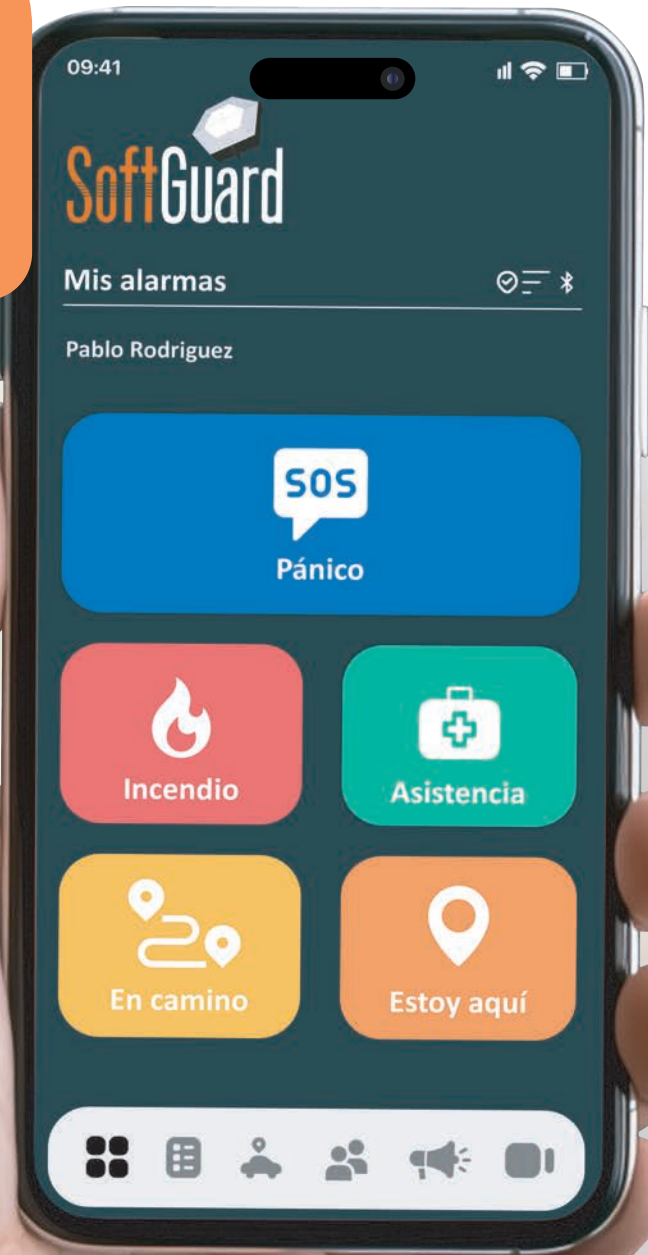 09:41
SoftGuard
Mis alarmas
Pablo Rodriguez
SOS
Pánico
Incendio
Asistencia
En camino
Estoy aquí